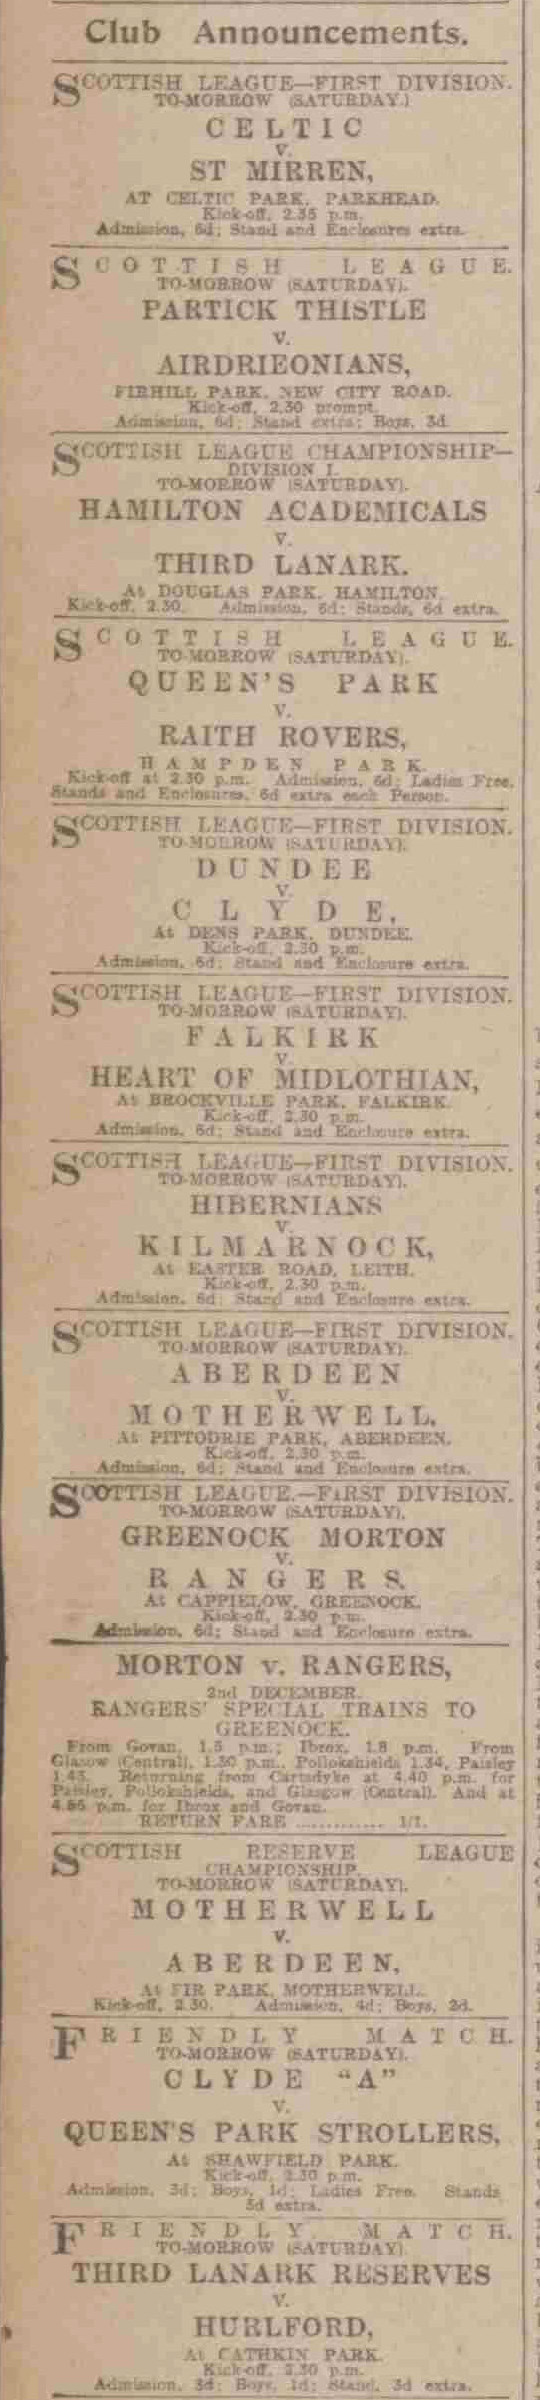 Club Announcements.
SCOTTISH LEAGUE—FIRST DIVISION.
TO-MORROW (SATURDAY.)
CELTIC
v.
ST MIRREN,
AT CELTIC PARK, PARKHEAD.
Kick-off, 2.35 p.m.
Admission, 6d; Stand and Enclosures extra.
SCOTTISH LEAGUE.
TO-MORROW (SATURDAY).
PARTICK THISTLE
v.
AIRDRIEONIANS,
FIRHILL PARK, NEW CITY ROAD.
Kick-off, 2.30 prompt.
Admission, 6d; Stand extra; Boys, 3d.
SCOTTISH LEAGUE CHAMPIONSHIP—
DIVISION I.
TO-MORROW (SATURDAY).
HAMILTON ACADEMICALS
v.
THIRD LANARK.
At DOUGLAS PARK, HAMILTON.
Kick-off, 2.30. Admission, 6d; Stands, 6d extra.
SCOTTISH LEAGUE.
TO-MORROW (SATURDAY).
QUEEN'S PARK
v.
RAITH ROVERS,
HAMPDEN PARK.
Kick-off at 2.30 p.m. Admission, 6d; Ladies Free.
Stands and Enclosures, 6d extra each Person.
SCOTTISH LEAGUE—FIRST DIVISION.
TO-MORROW (SATURDAY).
DUNDEE
v.
CLYDE,
At DENS PARK, DUNDEE.
Kick-off, 2.30 p.m.
Admission, 6d; Stand and Enclosure extra.
SCOTTISH LEAGUE—FIRST DIVISION.
TO-MORROW (SATURDAY).
FALKIRK
v.
HEART OF MIDLOTHIAN,
At BROCKVILLE PARK, FALKIRK.
Kick-off, 2.30 p.m.
Admission, 6d; Stand and Enclosure extra.
SCOTTISH LEAGUE—FIRST DIVISION.
TO-MORROW (SATURDAY).
HIBERNIANS
v.
KILMARNOCK,
At EASTER ROAD, LEITH.
Kick-off, 2.30 p.m.
Admission, 6d; Stand and Enclosure extra.
SCOTTISH LEAGUE—FIRST DIVISION.
TO-MORROW (SATURDAY).
ABERDEEN
v.
MOTHERWELL,
At PITTODRIE PARK, ABERDEEN.
Kick-off, 2.30 p.m.
Admission, 6d; Stand and Enclosure extra.
SCOTTISH LEAGUE.—FIRST DIVISION.
TO-MORROW (SATURDAY).
GREENOCK MORTON
v.
RANGERS,
At CAPPIELOW, GREENOCK.
Kick-off, 2.30 p.m.
Admission, 6d; Stand and Enclosure extra.
MORTON v. RANGERS,
2nd DECEMBER.
RANGERS' SPECIAL TRAINS TO
GREENOCK.
From Govan, 1.5 p.m.; Ibrox, 1.8 p.m. From
Glasgow (Central), 1.30 p.m., Pollokshields 1.34, Paisley
1.43. Returning from Cartsdyke at 4.40 p.m. for
Paisley, Pollokshields, and Glasgow (Central). And at
4.55 p.m. for Ibrox and Govan.
RETURN FARE ............. 1/1.
SCOTTISH RESERVE LEAGUE
CHAMPIONSHIP.
TO-MORROW (SATURDAY).
MOTHERWELL
v.
ABERDEEN,
At FIR PARK, MOTHERWELL.
Kick-off, 2.30. Admission, 4d; Boys, 2d.
FRIENDLY MATCH.
TO-MORROW (SATURDAY).
CLYDE "A"
v.
QUEEN'S PARK STROLLERS,
At SHAWFIELD PARK.
Kick-off, 2.30 p.m.
Admission, 3d; Boys, 1d; Ladies Free. Stands
3d extra.
FRIENDLY MATCH.
TO-MORROW (SATURDAY)
THIRD LANARK RESERVES
v.
HURLFORD,
At CATHKIN PARK.
Kick-off, 2.30 p.m.
Admission, 3d; Boys, 1d; Stand, 3d extra.